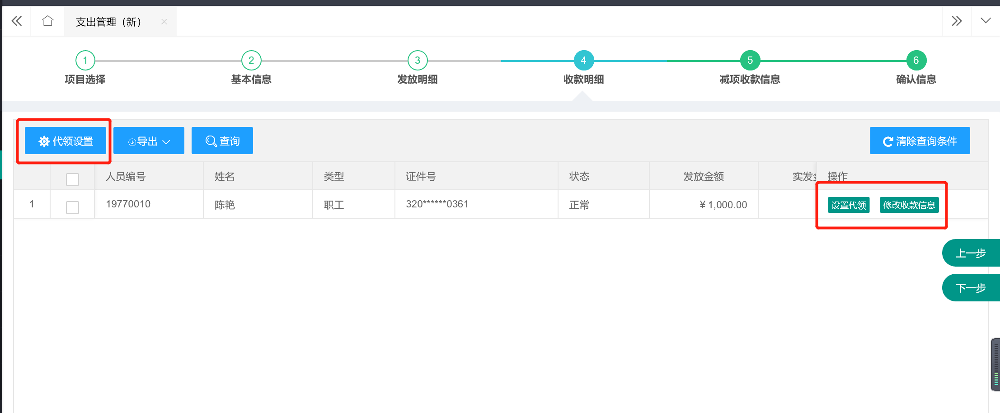 支出管理（新）
1 2 3 4 5 6
项目选择 基本信息 发放明细 收款明细 减项收款信息 确认信息
代领设置 导出 查询 清除查询条件
人员编号 姓名 类型 证件号 状态 发放金额 实发 操作
1 19770010 陈艳 职工 320******0361 正常 ¥ 1,000.00 设置代领 修改收款信息
上一步
下一步